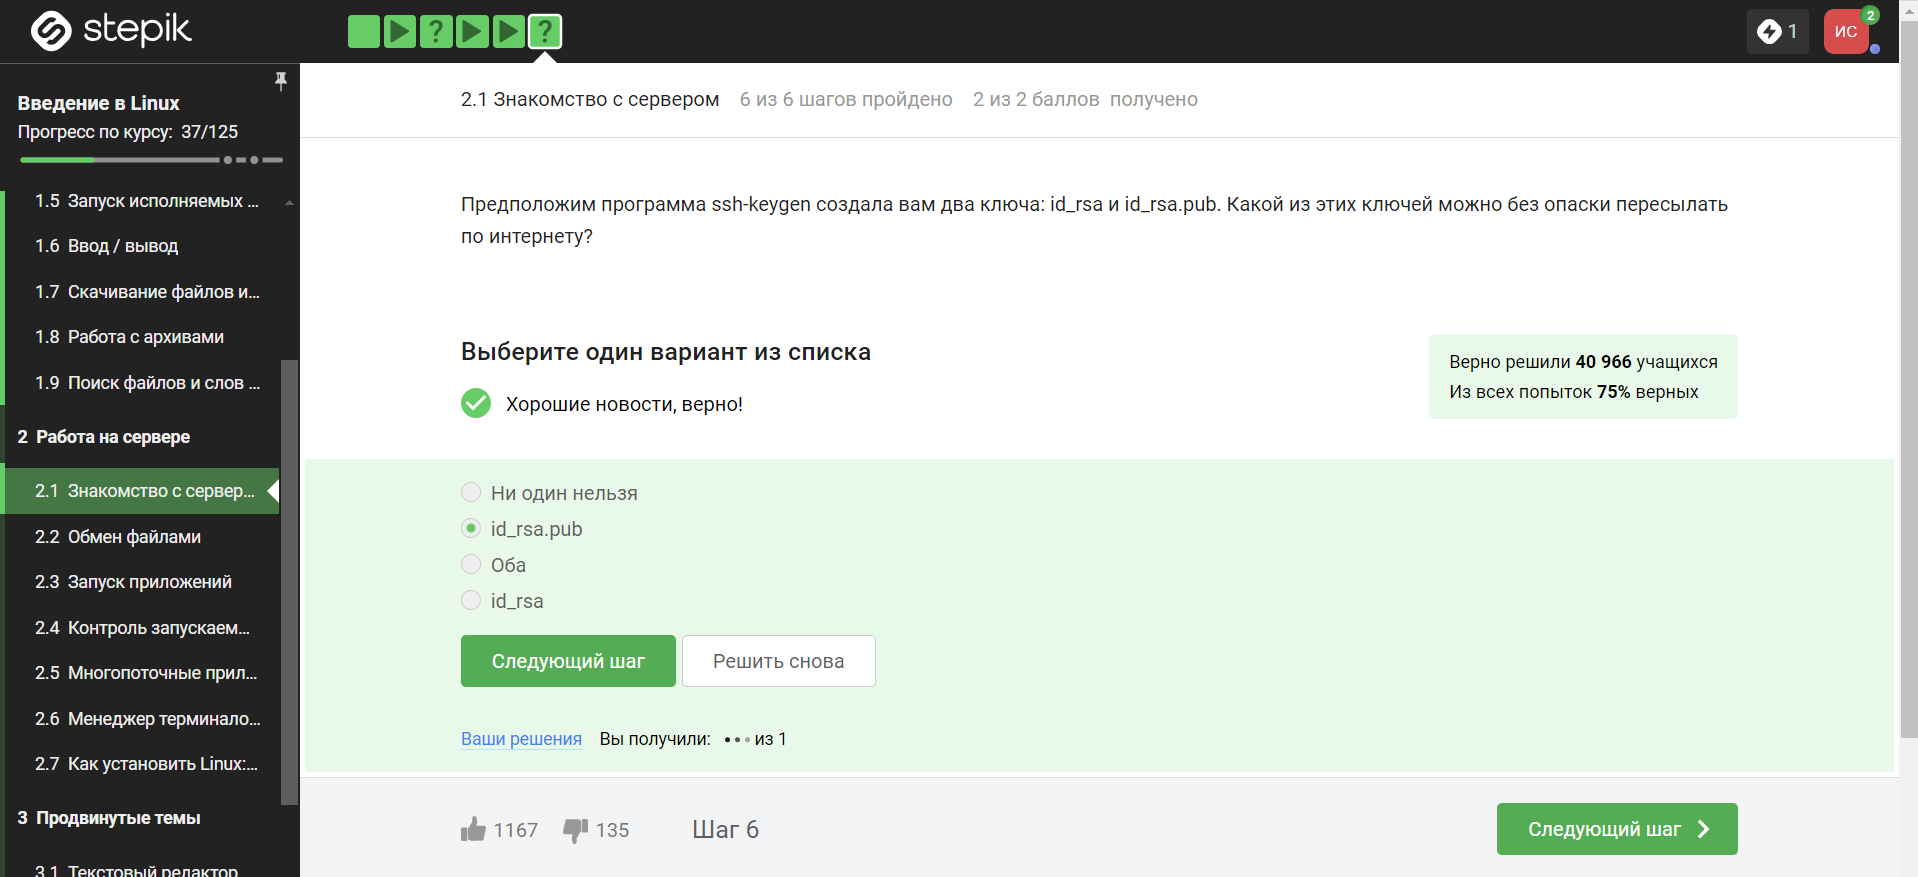 stepik
1
ИС
2
Введение в Linux
Прогресс по курсу: 37/125
1.5 Запуск исполняемых ...
1.6 Ввод / вывод
1.7 Скачивание файлов и...
1.8 Работа с архивами
1.9 Поиск файлов и слов ...
2 Работа на сервере
2.1 Знакомство с сервер...
2.2 Обмен файлами
2.3 Запуск приложений
2.4 Контроль запускаем...
2.5 Многопоточные прил...
2.6 Менеджер терминало...
2.7 Как установить Linux:...
3 Продвинутые темы
3.1 Текстовый редактор
2.1 Знакомство с сервером 6 из 6 шагов пройдено 2 из 2 баллов получено
Предположим программа ssh-keygen создала вам два ключа: id_rsa и id_rsa.pub. Какой из этих ключей можно без опаски пересылать
по интернету?
Выберите один вариант из списка
Хорошие новости, верно!
Верно решили 40 966 учащихся
Из всех попыток 75% верных
Ни один нельзя
id_rsa.pub
Оба
id_rsa
Следующий шаг
Решить снова
Ваши решения Вы получили: ... из 1
1167 135 Шаг 6
Следующий шаг